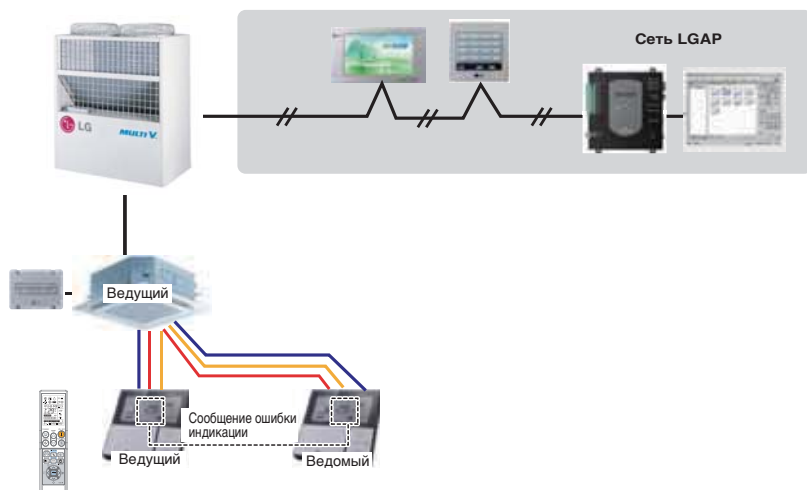 Сеть LGAP
LG
MULTI V
Ведущий
Сообщение ошибки
индикации
Ведущий
Ведомый